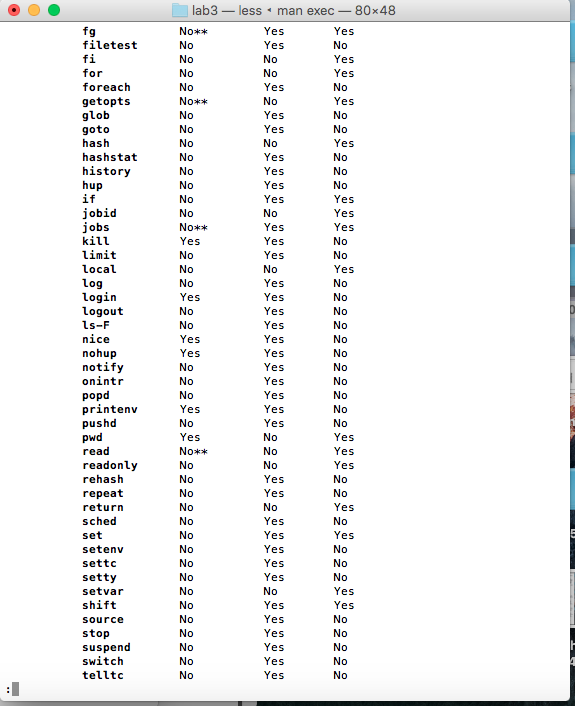 lab3 — less ◂ man exec — 80×48
fg No** Yes Yes
filetest No Yes No
fi No No Yes
for No No Yes
foreach No Yes No
getopts No** No Yes
glob No Yes No
goto No Yes No
hash No No Yes
hashstat No Yes No
history No Yes No
hup No Yes No
if No Yes Yes
jobid No No Yes
jobs No** Yes Yes
kill Yes Yes No
limit No Yes No
local No No Yes
log No Yes No
login Yes Yes No
logout No Yes No
ls-F No Yes No
nice Yes Yes No
nohup Yes Yes No
notify No Yes No
onintr No Yes No
popd No Yes No
printenv Yes Yes No
pushd No Yes No
pwd Yes No Yes
read No** No Yes
readonly No No Yes
rehash No Yes No
repeat No Yes No
return No No Yes
sched No Yes No
set No Yes Yes
setenv No Yes No
settc No Yes No
setty No Yes No
setvar No No Yes
shift No Yes Yes
source No Yes No
stop No Yes No
suspend No Yes No
switch No Yes No
telltc No Yes No
: